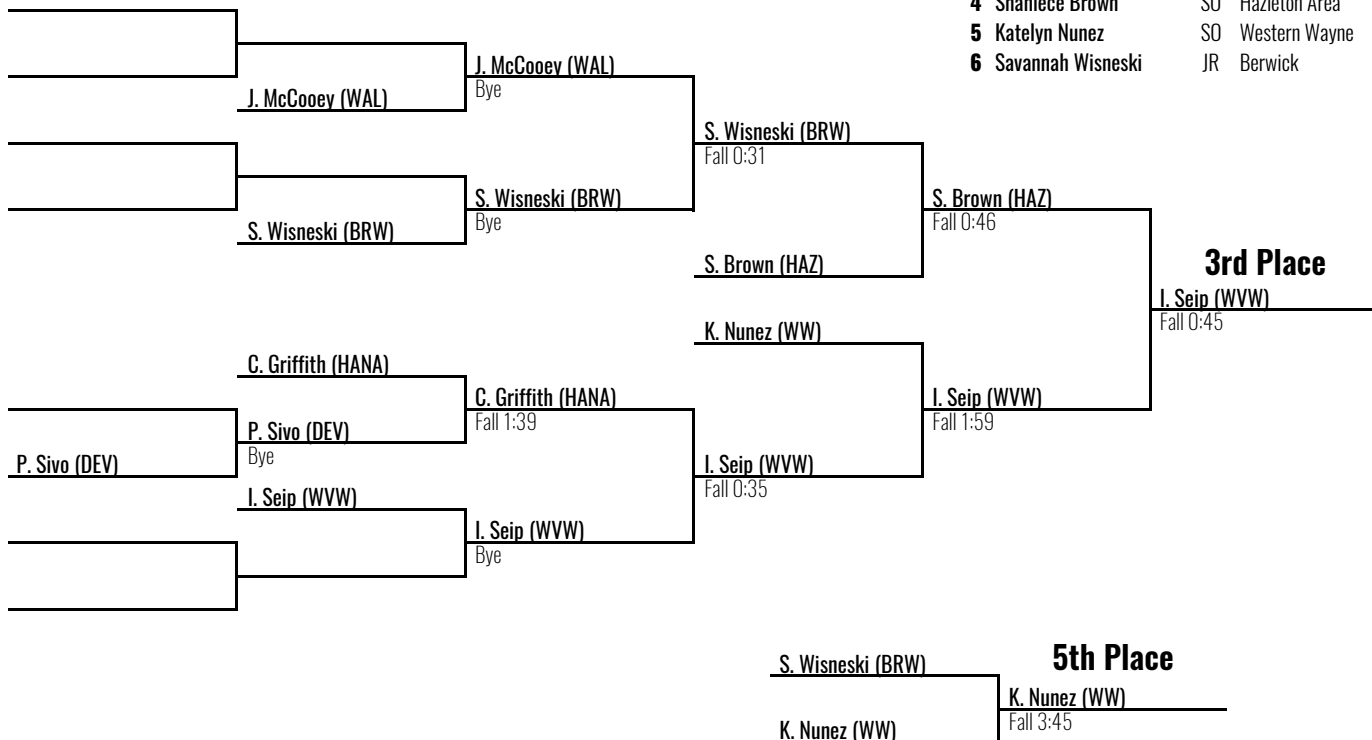 4 Shaniece Brown SO Hazleton Area
5 Katelyn Nunez SO Western Wayne
6 Savannah Wisneski JR Berwick
J. McCooey (WAL)
Bye
J. McCooey (WAL)
S. Wisneski (BRW)
Fall 0:31
S. Wisneski (BRW)
Bye
S. Wisneski (BRW)
S. Brown (HAZ)
Fall 0:46
S. Brown (HAZ)
3rd Place
I. Seip (WVW)
Fall 0:45
K. Nunez (WW)
C. Griffith (HANA)
C. Griffith (HANA)
Fall 1:39
I. Seip (WVW)
Fall 1:59
P. Sivo (DEV)
Bye
P. Sivo (DEV)
I. Seip (WVW)
Fall 0:35
I. Seip (WVW)
I. Seip (WVW)
Bye
5th Place
S. Wisneski (BRW)
K. Nunez (WW)
Fall 3:45
K. Nunez (WW)